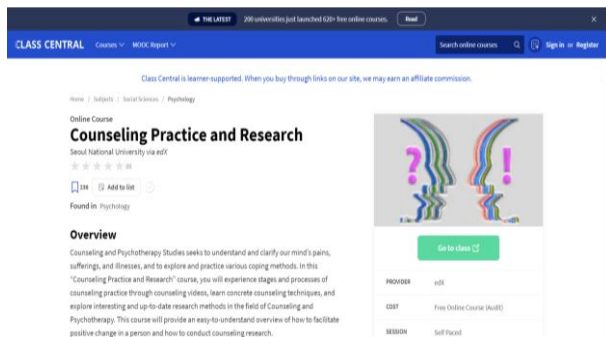 THE LATEST 200 universities just launched 620+ free online courses. Read ×
CLASS CENTRAL Courses MOOC Report Search online courses Sign in or Register
Class Central is learner-supported. When you buy through links on our site, we may earn an affiliate commission.
Home / Subjects / Social Sciences / Psychology
Online Course
Counseling Practice and Research
Seoul National University via edX
Add to list
Found in Psychology
? !
Overview
Counseling and Psychotherapy Studies seeks to understand and clarify our mind's pains,
sufferings, and illnesses, and to explore and practice various coping methods. In this
"Counseling Practice and Research" course, you will experience stages and processes of
counseling practice through counseling videos, learn concrete counseling techniques, and
explore interesting and up-to-date research methods in the field of Counseling and
Psychotherapy. This course will provide an easy-to-understand overview of how to facilitate
positive change in a person and how to conduct counseling research.
Go to class
PROVIDER edX
COST Free Online Course (Audit)
SESSION Self Paced